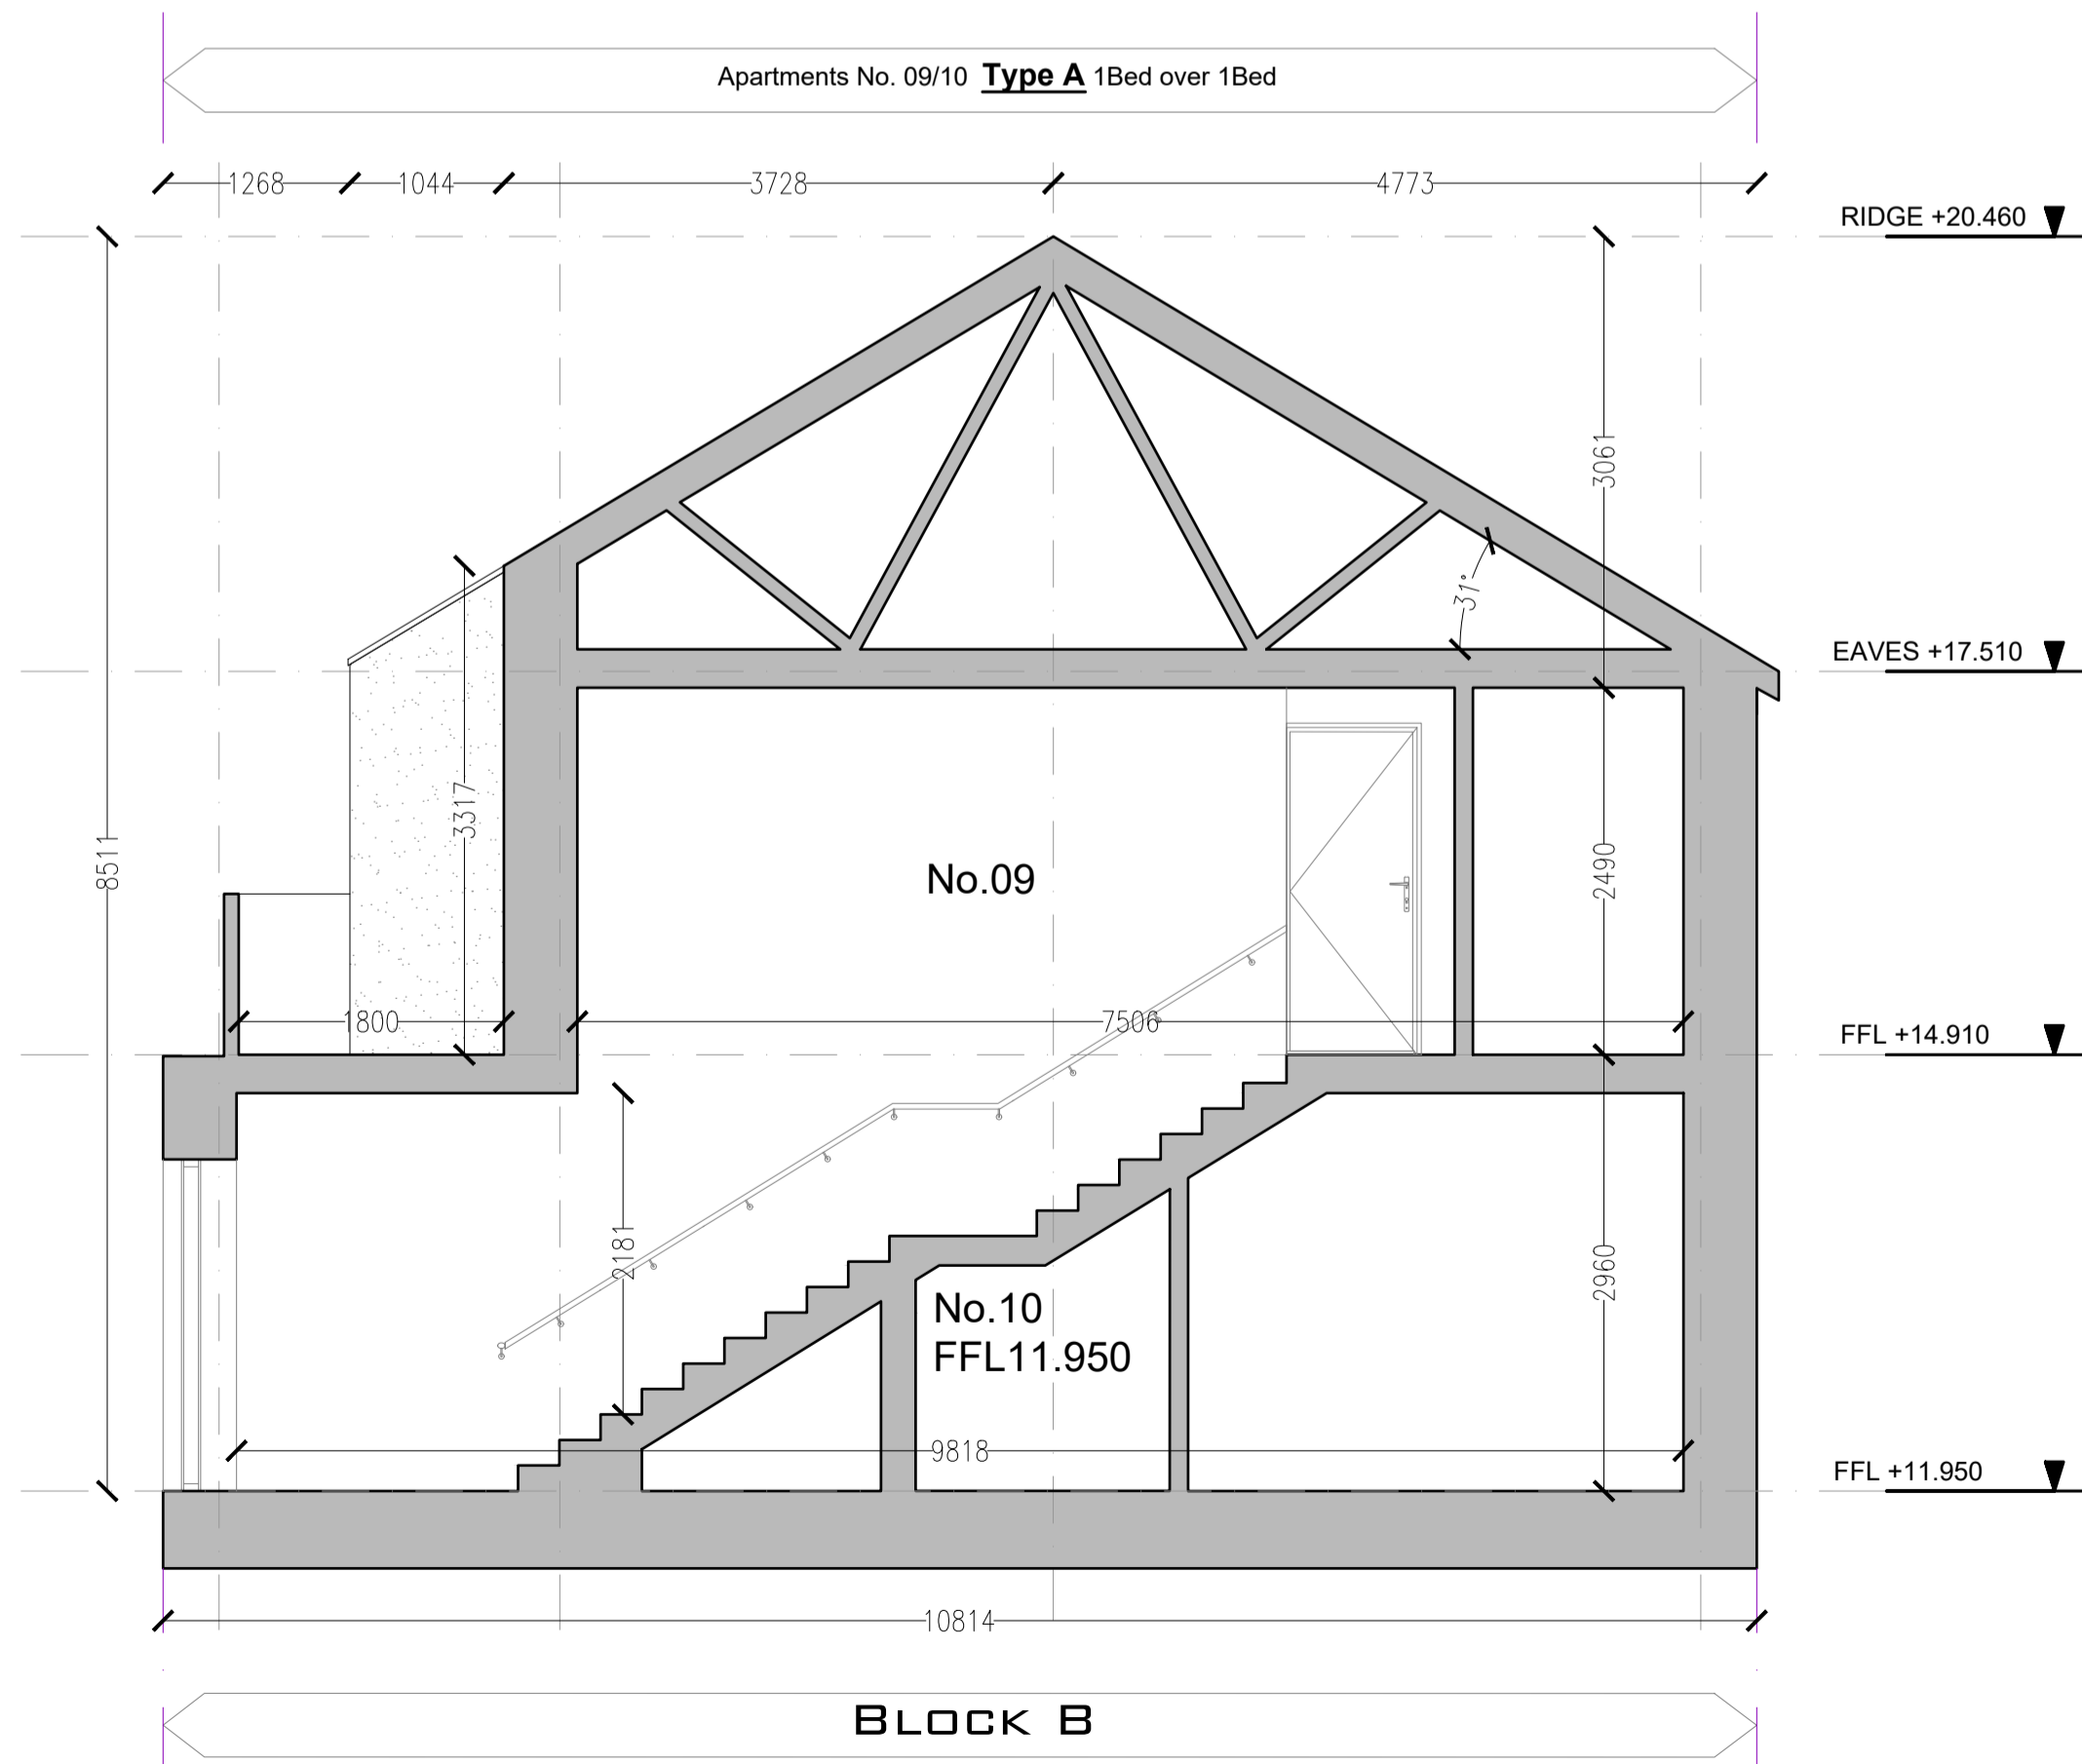 Apartments No. 09/10 Type A 1Bed over 1Bed
1268 1044 3728 4773
RIDGE +20.460
3061
31°
EAVES +17.510
3317
8511
2490
No.09
1800 7506
FFL +14.910
2181
2960
No.10
FFL11.950
9818
FFL +11.950
10814
BLOCK B